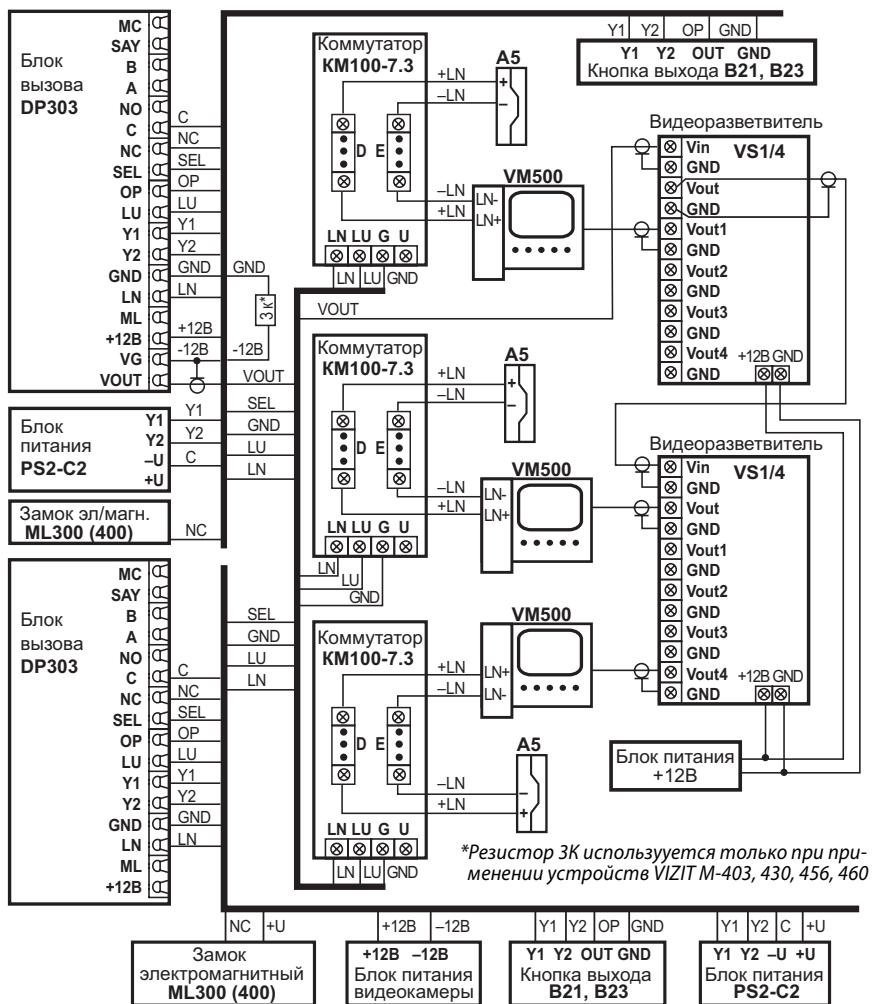 Блок
вызова
DP303
MC
SAY
B
A
NO
C
NC
SEL
OP
LU
Y1
Y2
GND
LN
ML
+12В
VG
VOUT
C
NC
SEL
OP
LU
Y1
Y2
GND
LN
+12В
-12В
GND
3 к*
-12В
VOUT
Блок
питания
PS2-C2
Y1
Y2
–U
+U
Y1
Y2
C
SEL
GND
LU
LN
Замок эл/магн.
ML300 (400)
NC
Коммутатор
КМ100-7.3
D E
LN LU G U
LN LU GND
+LN
–LN
A5
+
–
–LN
+LN
VM500
LN-
LN+
VOUT
Y1 Y2 OP GND
Y1 Y2 OUT GND
Кнопка выхода B21, B23
Видеоразветвитель
VS1/4
Vin
GND
Vout
GND
Vout1
GND
Vout2
GND
Vout3
GND
Vout4
GND
+12В GND
Коммутатор
КМ100-7.3
D E
LN LU G U
LN
LU
GND
+LN
–LN
A5
+
–
–LN
+LN
VM500
LN-
LN+
Видеоразветвитель
VS1/4
Vin
GND
Vout
GND
Vout1
GND
Vout2
GND
Vout3
GND
Vout4
GND
+12В GND
Блок питания
+12В
Блок
вызова
DP303
MC
SAY
B
A
NO
C
NC
SEL
OP
LU
Y1
Y2
GND
LN
ML
+12В
C
NC
SEL
OP
LU
Y1
Y2
GND
LN
SEL
GND
LU
LN
Коммутатор
КМ100-7.3
D E
LN LU G U
LN LU GND
+LN
–LN
VM500
LN+
LN-
–LN
+LN
A5
–
+
*Резистор 3К используется только при при-
менении устройств VIZIT М-403, 430, 456, 460
NC +U
Замок
электромагнитный
ML300 (400)
+12В –12В
+12В –12В
Блок питания
видеокамеры
Y1 Y2 OP GND
Y1 Y2 OUT GND
Кнопка выхода
B21, B23
Y1 Y2 C +U
Y1 Y2 –U +U
Блок питания
PS2-C2